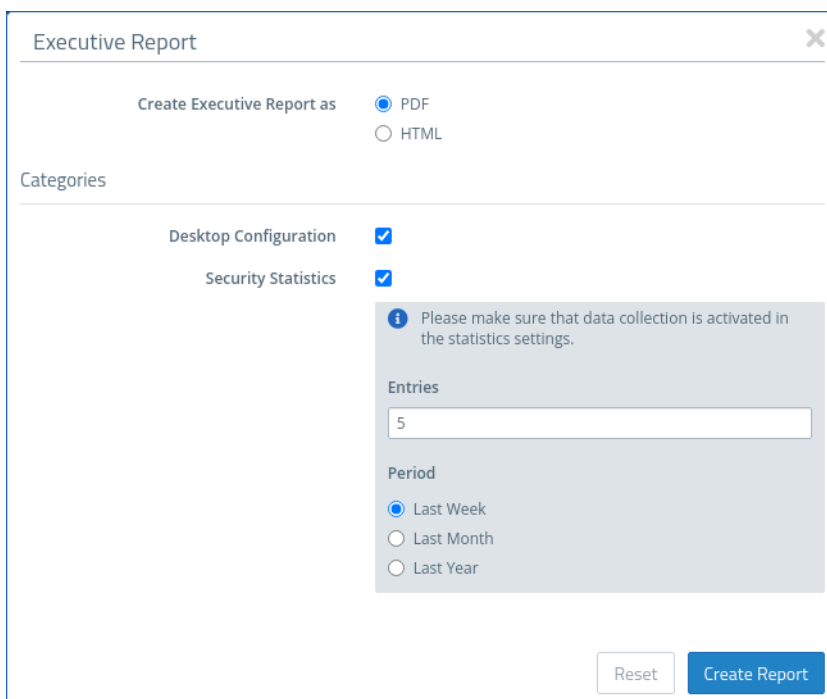 Executive Report
Create Executive Report as
PDF
HTML
Categories
Desktop Configuration
Security Statistics
Please make sure that data collection is activated in
the statistics settings.
Entries
5
Period
Last Week
Last Month
Last Year
Reset
Create Report